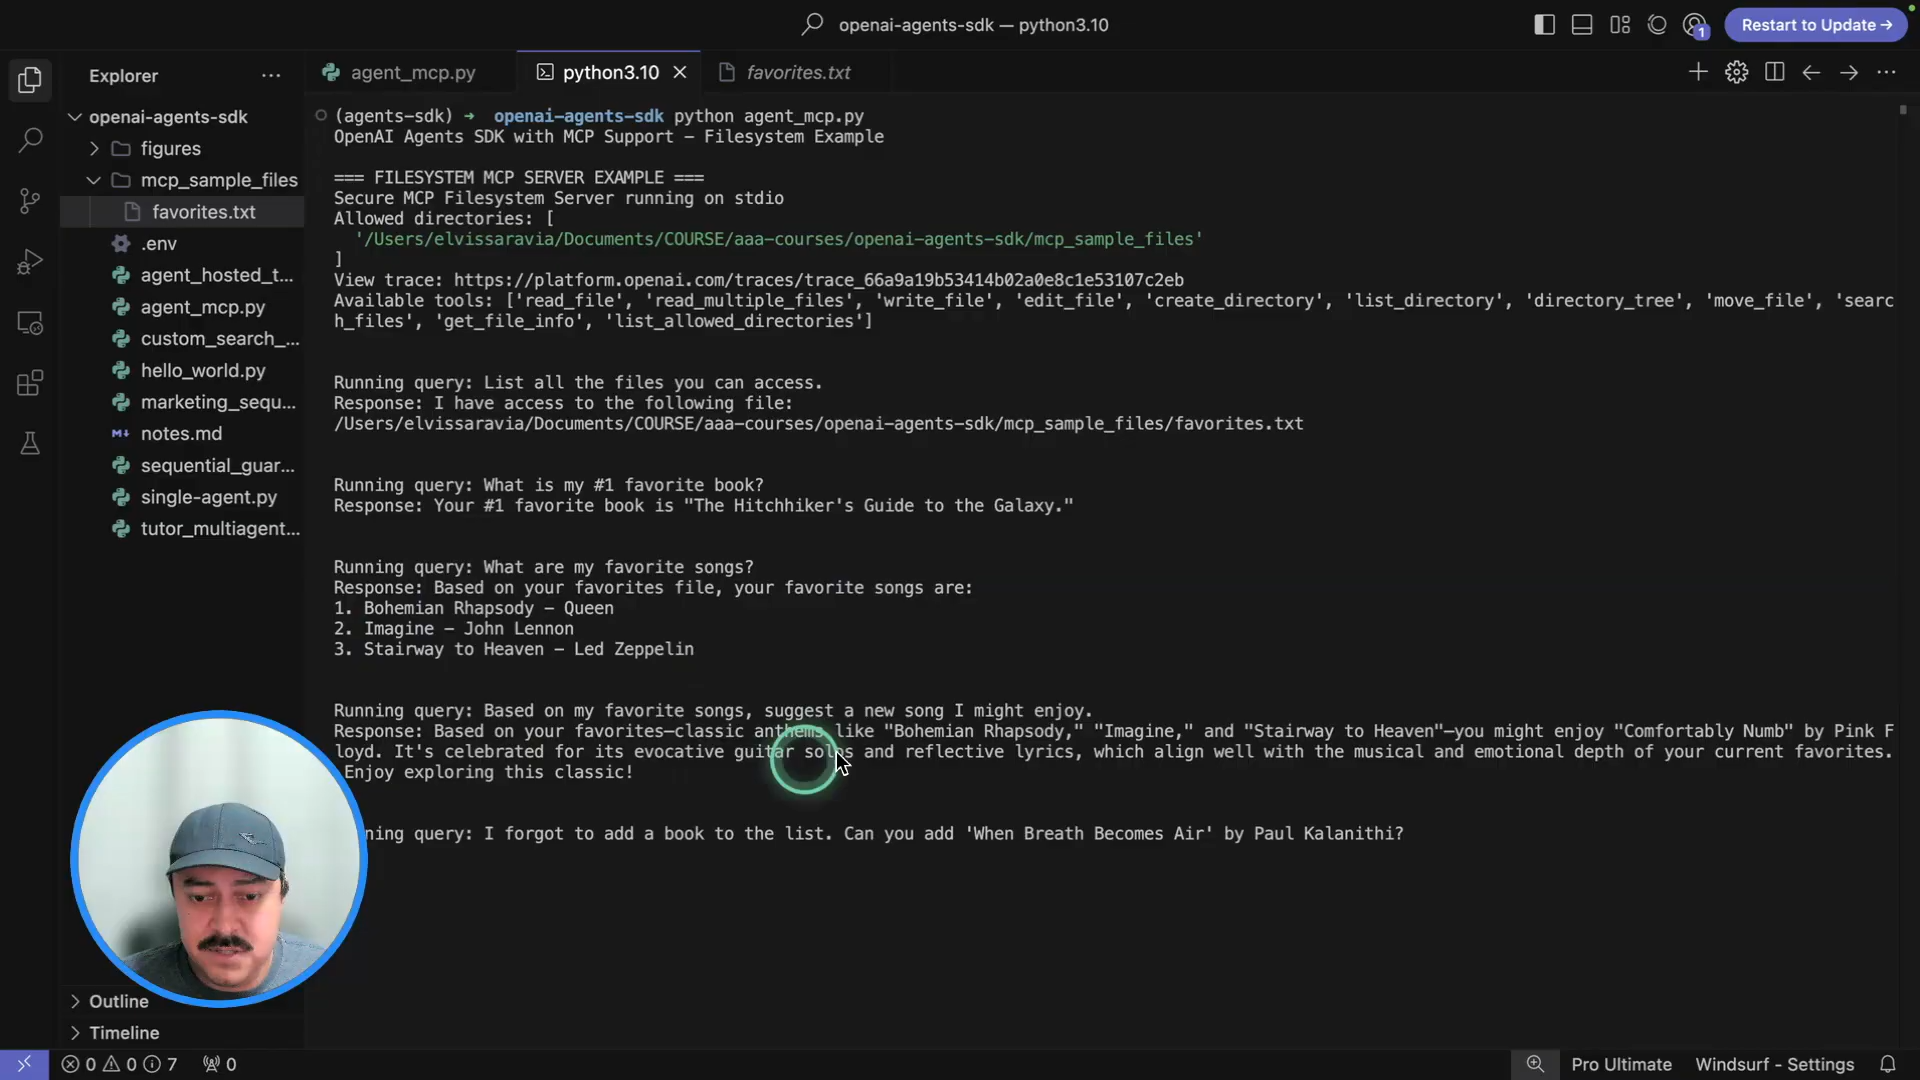 openai-agents-sdk — python3.10
1
Restart to Update →
Explorer
agent_mcp.py
python3.10
favorites.txt
openai-agents-sdk
figures
mcp_sample_files
favorites.txt
.env
agent_hosted_t...
agent_mcp.py
custom_search_...
hello_world.py
marketing_sequ...
notes.md
sequential_guar...
single-agent.py
tutor_multiagent...
(agents-sdk) → openai-agents-sdk python agent_mcp.py
OpenAI Agents SDK with MCP Support – Filesystem Example
=== FILESYSTEM MCP SERVER EXAMPLE ===
Secure MCP Filesystem Server running on stdio
Allowed directories: [
'/Users/elvissaravia/Documents/COURSE/aaa-courses/openai-agents-sdk/mcp_sample_files'
]
View trace: https://platform.openai.com/traces/trace_66a9a19b53414b02a0e8c1e53107c2eb
Available tools: ['read_file', 'read_multiple_files', 'write_file', 'edit_file', 'create_directory', 'list_directory', 'directory_tree', 'move_file', 'searc
h_files', 'get_file_info', 'list_allowed_directories']
Running query: List all the files you can access.
Response: I have access to the following file:
/Users/elvissaravia/Documents/COURSE/aaa-courses/openai-agents-sdk/mcp_sample_files/favorites.txt
Running query: What is my #1 favorite book?
Response: Your #1 favorite book is "The Hitchhiker's Guide to the Galaxy."
Running query: What are my favorite songs?
Response: Based on your favorites file, your favorite songs are:
1. Bohemian Rhapsody – Queen
2. Imagine – John Lennon
3. Stairway to Heaven – Led Zeppelin
Running query: Based on my favorite songs, suggest a new song I might enjoy.
Response: Based on your favorites—classic anthems like "Bohemian Rhapsody," "Imagine," and "Stairway to Heaven"—you might enjoy "Comfortably Numb" by Pink F
loyd. It's celebrated for its evocative guitar solos and reflective lyrics, which align well with the musical and emotional depth of your current favorites.
Enjoy exploring this classic!
ning query: I forgot to add a book to the list. Can you add 'When Breath Becomes Air' by Paul Kalanithi?
Outline
Timeline
0 0 7 0
Pro Ultimate
Windsurf - Settings